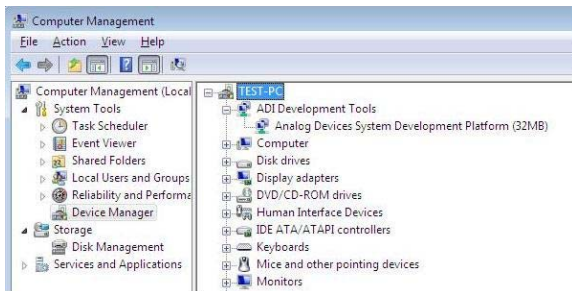 Computer Management
File Action View Help
Computer Management (Local
System Tools
Task Scheduler
Event Viewer
Shared Folders
Local Users and Groups
Reliability and Performa
Device Manager
Storage
Disk Management
Services and Applications
TEST-PC
ADI Development Tools
Analog Devices System Development Platform (32MB)
Computer
Disk drives
Display adapters
DVD/CD-ROM drives
Human Interface Devices
IDE ATA/ATAPI controllers
Keyboards
Mice and other pointing devices
Monitors